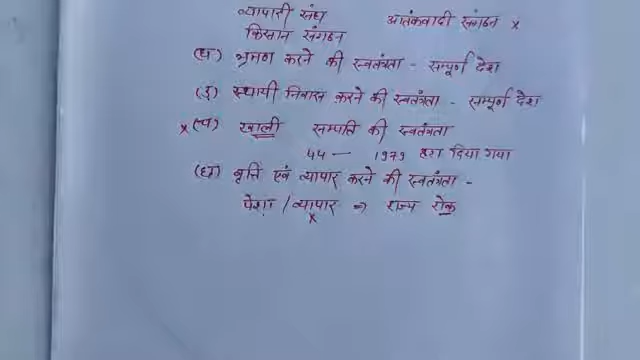 व्यापारी संघ आतंकवादी संगठन ×
किसान संगठन
(घ) भ्रमण करने की स्वतंत्रता - सम्पूर्ण देश
(ङ) स्थायी निवास करने की स्वतंत्रता - सम्पूर्ण देश
× (च) खाली सम्पति की स्वतंत्रता
44 — 1979 हटा दिया गया
(छ) वृत्ति एवं व्यापार करने की स्वतंत्रता -
पेशा / व्यापार ⇒ राज्य रोक
×